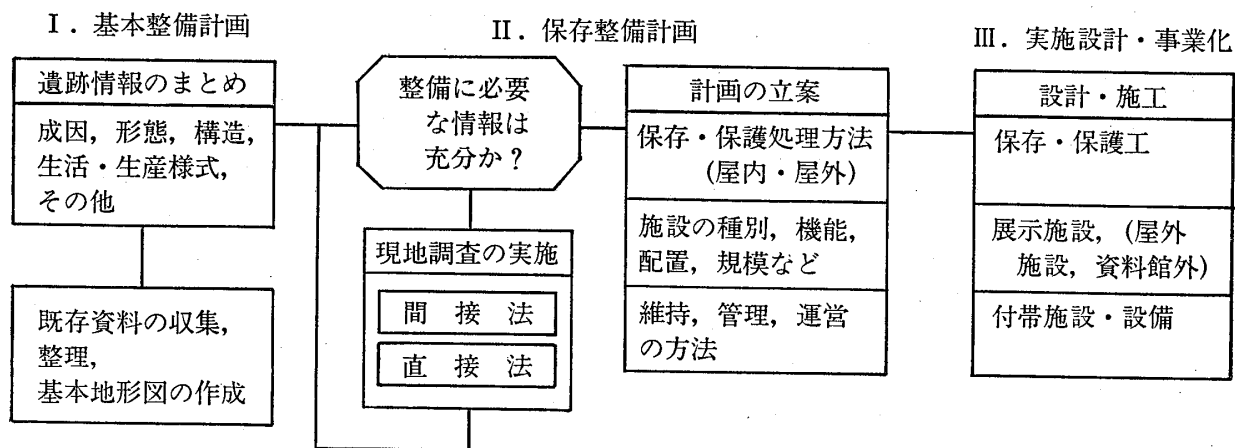 Ⅰ．基本整備計画
遺跡情報のまとめ
成因，形態，構造，
生活・生産様式，
その他
既存資料の収集，
整理，
基本地形図の作成
Ⅱ．保存整備計画
整備に必要
な情報は
充分か？
現地調査の実施
間接法
直接法
計画の立案
保存・保護処理方法
（屋内・屋外）
施設の種別，機能，
配置，規模など
維持，管理，運営
の方法
Ⅲ．実施設計・事業化
設計・施工
保存・保護工
展示施設，（屋外
施設，資料館外）
付帯施設・設備